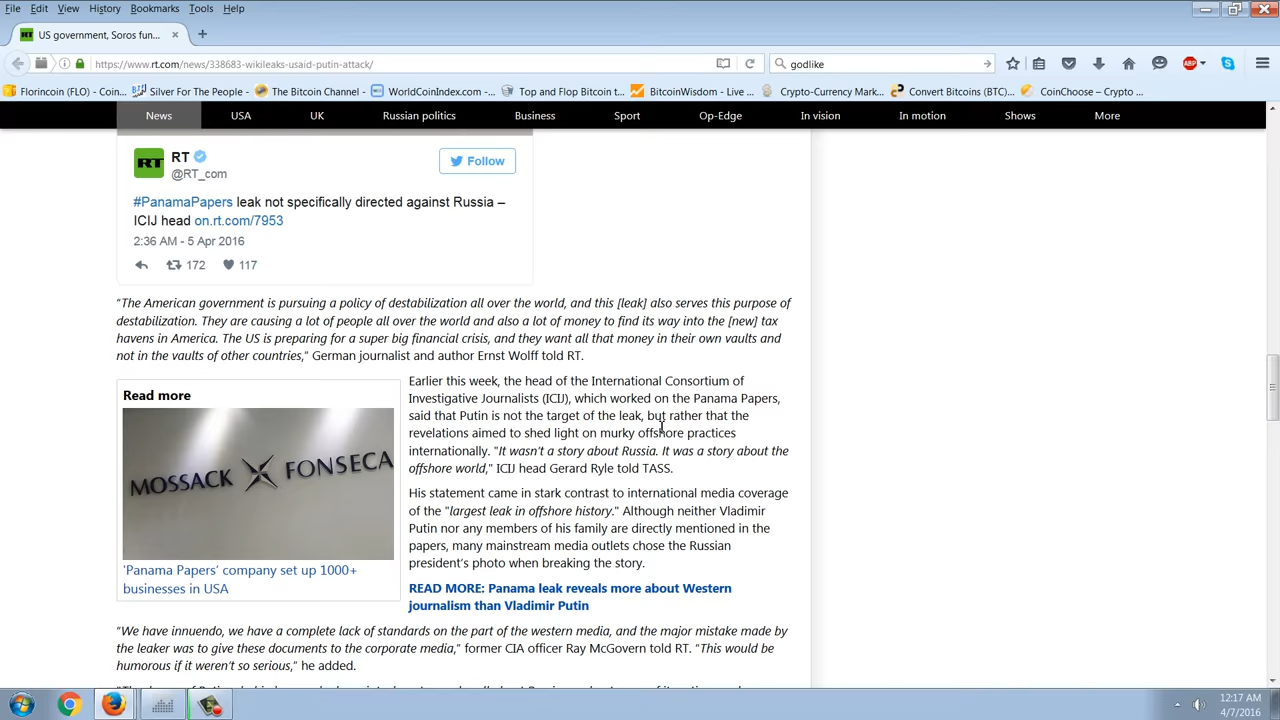 File Edit View History Bookmarks Tools Help
US government, Soros fun...
https://www.rt.com/news/338683-wikileaks-usaid-putin-attack/
godlike
ABP
Florincoin (FLO) - Coin... Silver For The People - The Bitcoin Channel - WorldCoinIndex.com -... Top and Flop Bitcoin t... BitcoinWisdom - Live ... Crypto-Currency Mark... Convert Bitcoins (BTC)... CoinChoose – Crypto ...
News USA UK Russian politics Business Sport Op-Edge In vision In motion Shows More
RT RT
@RT_com
Follow
#PanamaPapers leak not specifically directed against Russia –
ICIJ head on.rt.com/7953
2:36 AM - 5 Apr 2016
172 117
“The American government is pursuing a policy of destabilization all over the world, and this [leak] also serves this purpose of
destabilization. They are causing a lot of people all over the world and also a lot of money to find its way into the [new] tax
havens in America. The US is preparing for a super big financial crisis, and they want all that money in their own vaults and
not in the vaults of other countries,” German journalist and author Ernst Wolff told RT.
Read more
MOSSACK FONSECA
'Panama Papers' company set up 1000+
businesses in USA
Earlier this week, the head of the International Consortium of
Investigative Journalists (ICIJ), which worked on the Panama Papers,
said that Putin is not the target of the leak, but rather that the
revelations aimed to shed light on murky offshore practices
internationally. "It wasn't a story about Russia. It was a story about the
offshore world," ICIJ head Gerard Ryle told TASS.
His statement came in stark contrast to international media coverage
of the "largest leak in offshore history." Although neither Vladimir
Putin nor any members of his family are directly mentioned in the
papers, many mainstream media outlets chose the Russian
president’s photo when breaking the story.
READ MORE: Panama leak reveals more about Western
journalism than Vladimir Putin
“We have innuendo, we have a complete lack of standards on the part of the western media, and the major mistake made by
the leaker was to give these documents to the corporate media,” former CIA officer Ray McGovern told RT. “This would be
humorous if it weren’t so serious,” he added.
12:17 AM
4/7/2016